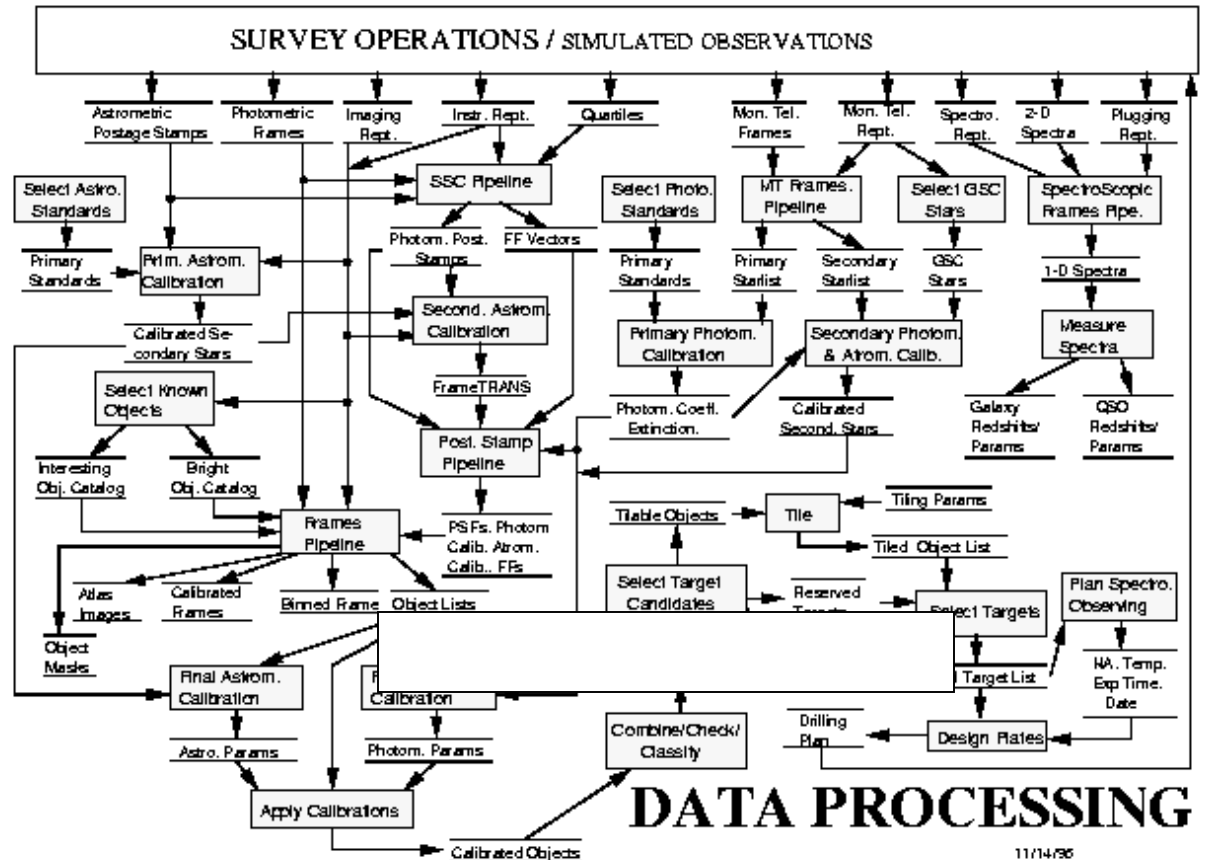 SURVEY OPERATIONS / SIMULATED OBSERVATIONS
Astrometric
Postage Stamps
Photometric
Frames
Imaging
Rept.
Instr. Rept.
Quartiles
Mon. Tel.
Frames
Mon. Tel.
Rept.
Spectro.
Rept.
2-D
Spectra
Plugging
Rept.
Select Astro.
Standards
SSC Pipeline
Select Photo.
Standards
MT Frames.
Pipeline
Select GSC
Stars
SpectroScopic
Frames Pipe.
Primary
Standards
Prim. Astrom.
Calibration
Photom. Post.
Stamps
FF Vectors
Primary
Standards
Primary
Starlist
Secondary
Starlist
GSC
Stars
1-D Spectra
Calibrated Se-
condary Stars
Second. Astrom.
Calibration
Primary Photom.
Calibration
Secondary Photom.
& Atrom. Calib.
Measure
Spectra
Select Known
Objects
FrameTRANS
Photom. Coeff.
Extinction.
Calibrated
Second. Stars
Galaxy
Redshifts/
Params
QSO
Redshifts/
Params
Interesting
Obj. Catalog
Bright
Obj. Catalog
Post. Stamp
Pipeline
Frames
Pipeline
PSFs. Photom
Calib. Atrom.
Calib.. FFs
Tilable Objects
Tile
Tiling Params
Tiled Object List
Atlas
Images
Calibrated
Frames
Binned Frame
Object Lists
Select Target
Candidates
Reserved
Select Targets
Plan Spectro.
Observing
Object
Masks
Final Astrom.
Calibration
Calibration
Target List
HA. Temp.
Exp Time.
Date
Astro. Params
Photom. Params
Combine/Check/
Classify
Drilling
Plan
Design Plates
Apply Calibrations
Calibrated Objects
DATA PROCESSING
11/14/96